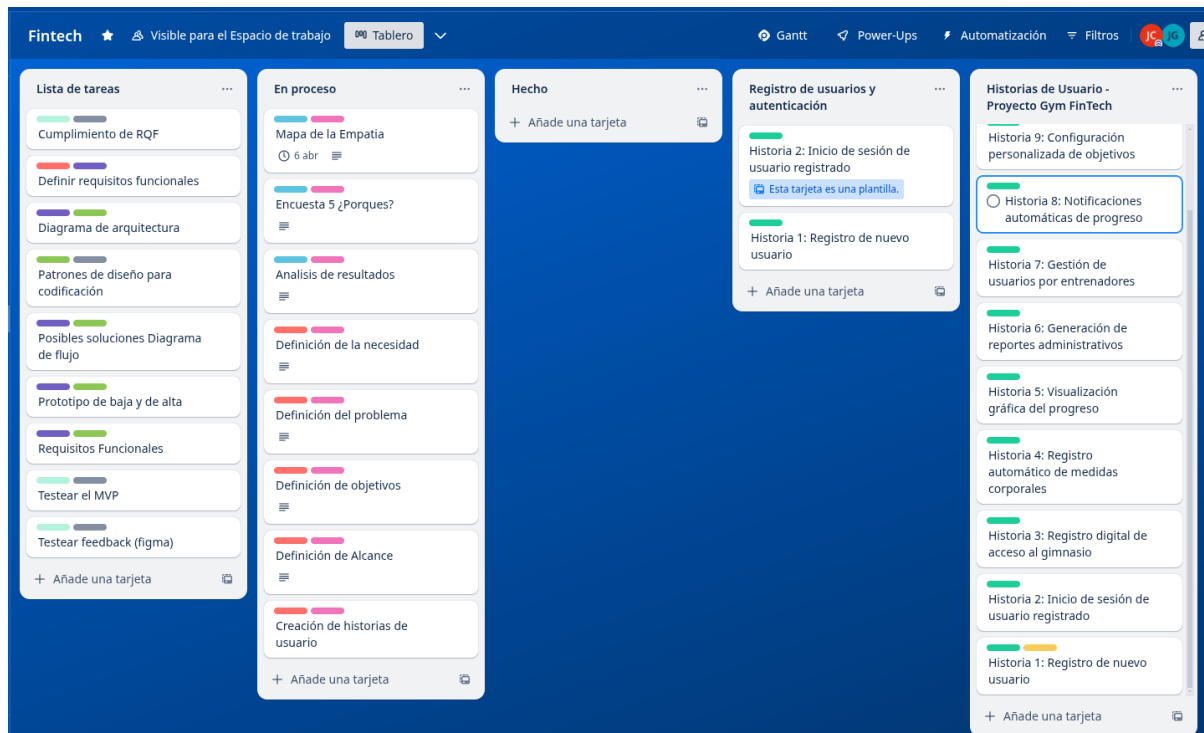 Fintech
Visible para el Espacio de trabajo
Tablero
Gantt
Power-Ups
Automatización
Filtros
JC
JG
Lista de tareas
Cumplimiento de RQF
Definir requisitos funcionales
Diagrama de arquitectura
Patrones de diseño para
codificación
Posibles soluciones Diagrama
de flujo
Prototipo de baja y de alta
Requisitos Funcionales
Testear el MVP
Testear feedback (figma)
+ Añade una tarjeta
En proceso
Mapa de la Empatia
6 abr
Encuesta 5 ¿Porques?
Analisis de resultados
Definición de la necesidad
Definición del problema
Definición de objetivos
Definición de Alcance
Creación de historias de
usuario
+ Añade una tarjeta
Hecho
+ Añade una tarjeta
Registro de usuarios y
autenticación
Historia 2: Inicio de sesión de
usuario registrado
Esta tarjeta es una plantilla.
Historia 1: Registro de nuevo
usuario
+ Añade una tarjeta
Historias de Usuario -
Proyecto Gym FinTech
Historia 9: Configuración
personalizada de objetivos
Historia 8: Notificaciones
automáticas de progreso
Historia 7: Gestión de
usuarios por entrenadores
Historia 6: Generación de
reportes administrativos
Historia 5: Visualización
gráfica del progreso
Historia 4: Registro
automático de medidas
corporales
Historia 3: Registro digital de
acceso al gimnasio
Historia 2: Inicio de sesión de
usuario registrado
Historia 1: Registro de nuevo
usuario
+ Añade una tarjeta